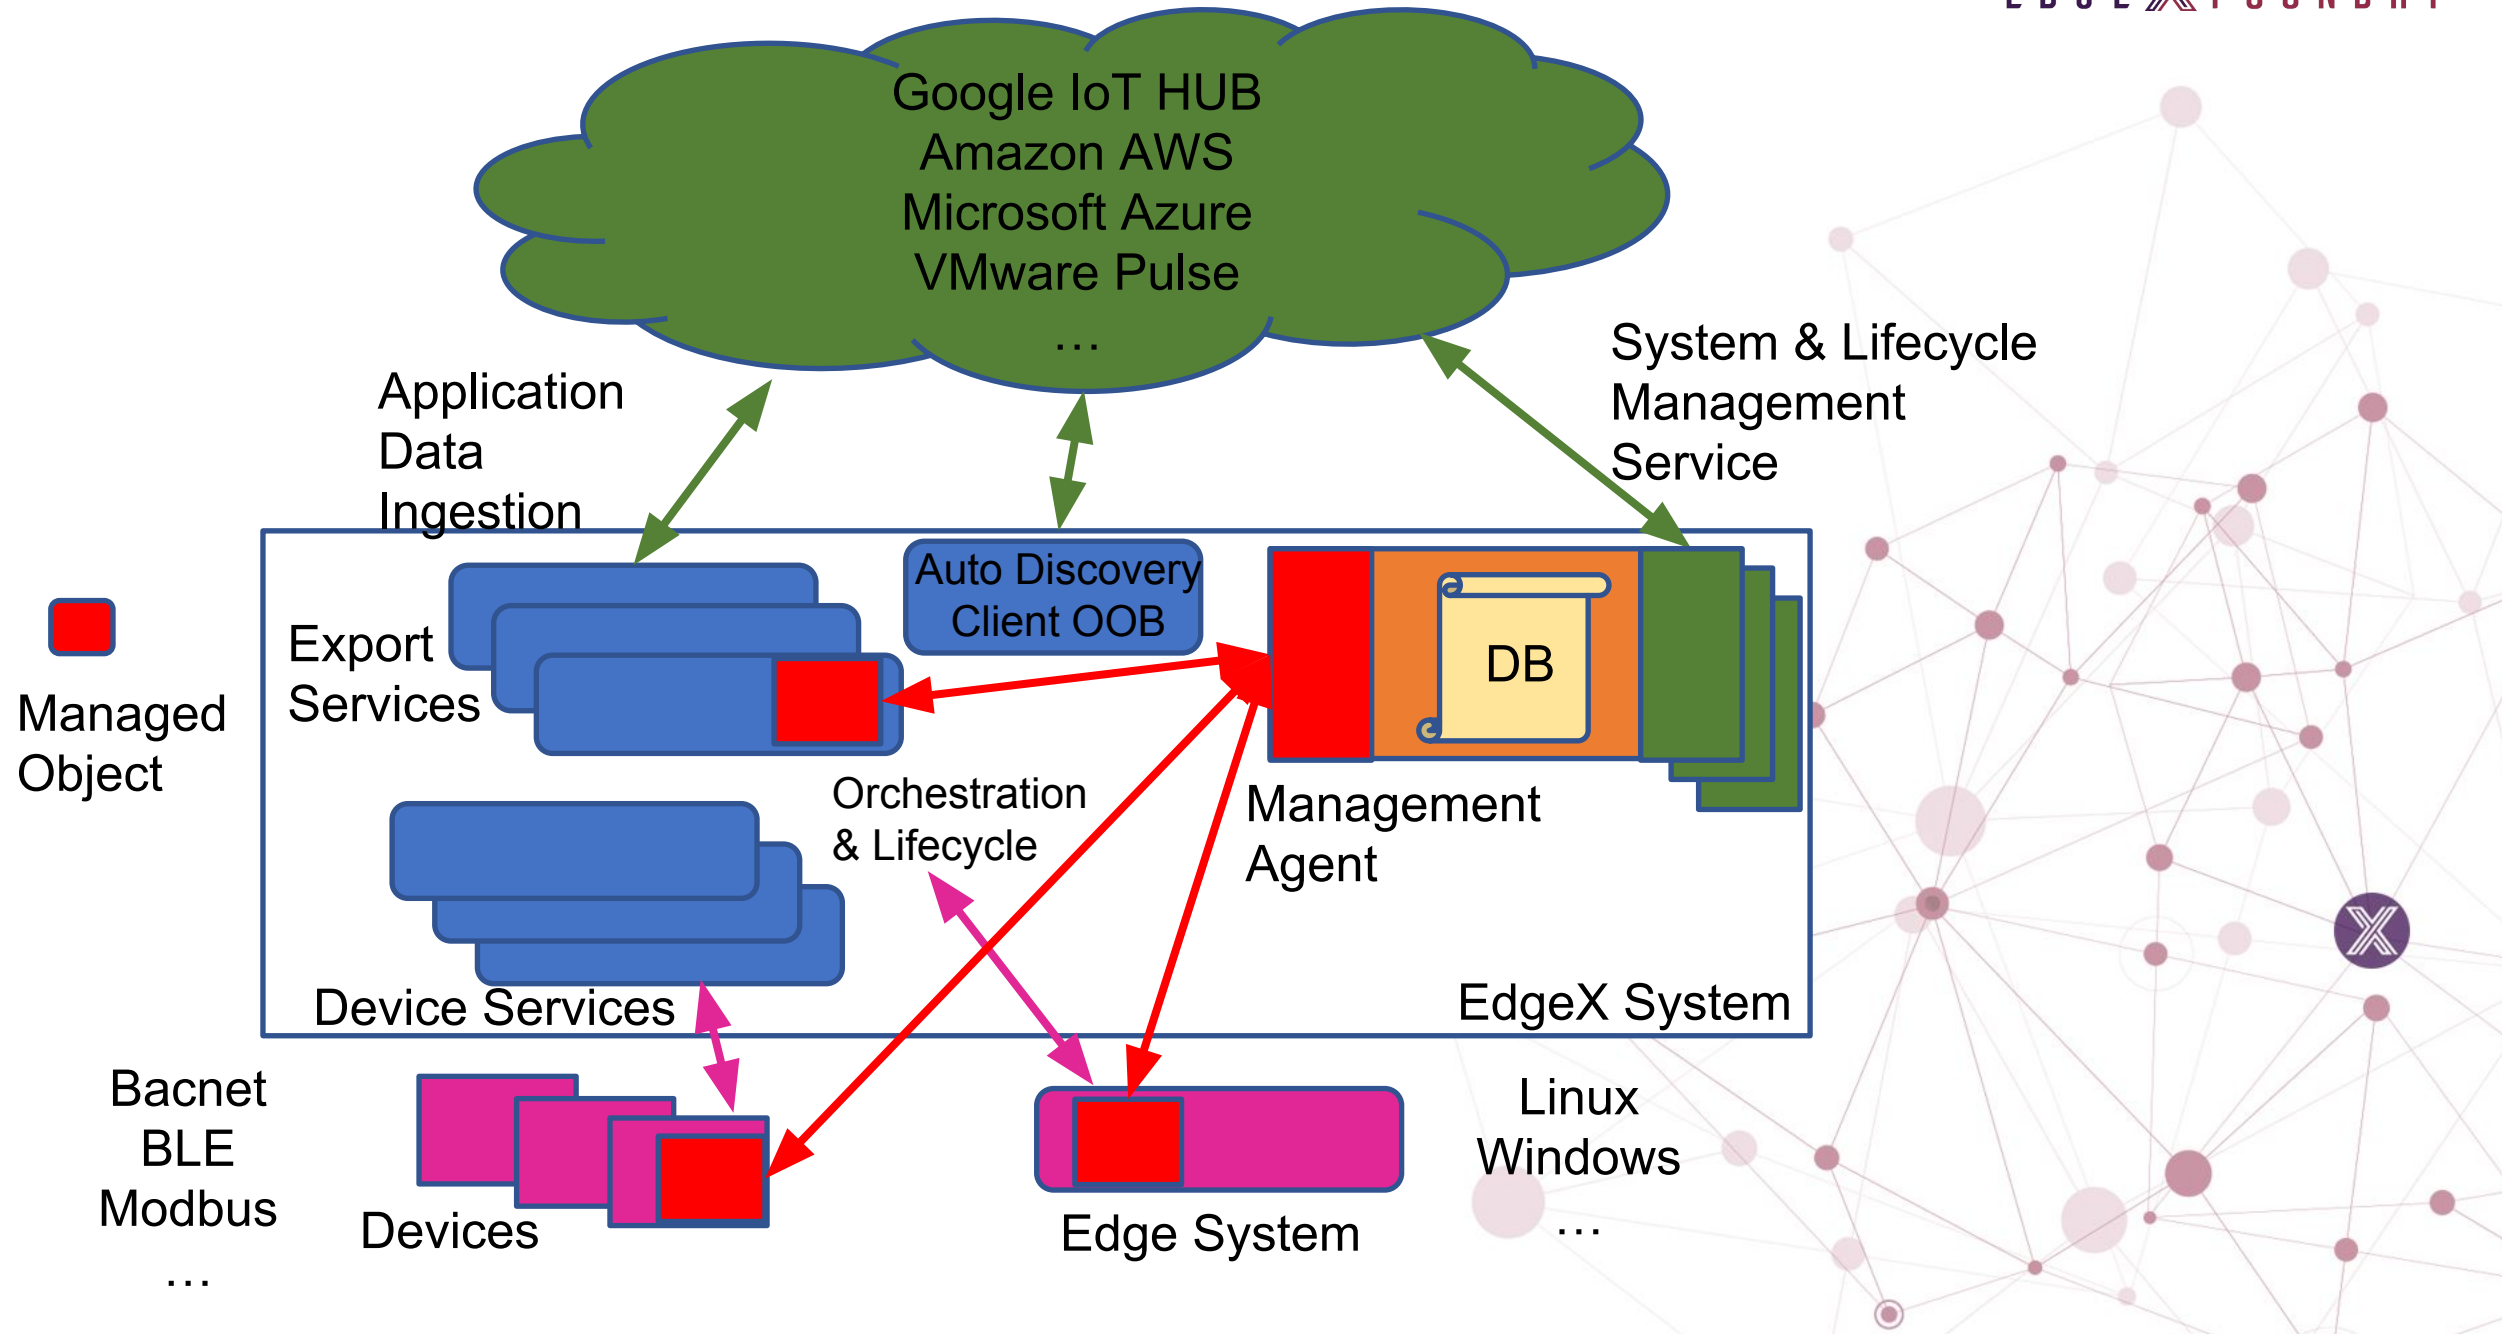 Google IoT HUB
Amazon AWS
Microsoft Azure
VMware Pulse
…
Application
Data
Ingestion
System & Lifecycle
Management
Service
Auto Discovery
Client OOB
Export
Services
DB
Managed
Object
Orchestration
& Lifecycle
Management
Agent
Device Services
EdgeX System
Bacnet
BLE
Modbus
…
Devices
Edge System
Linux
Windows
…